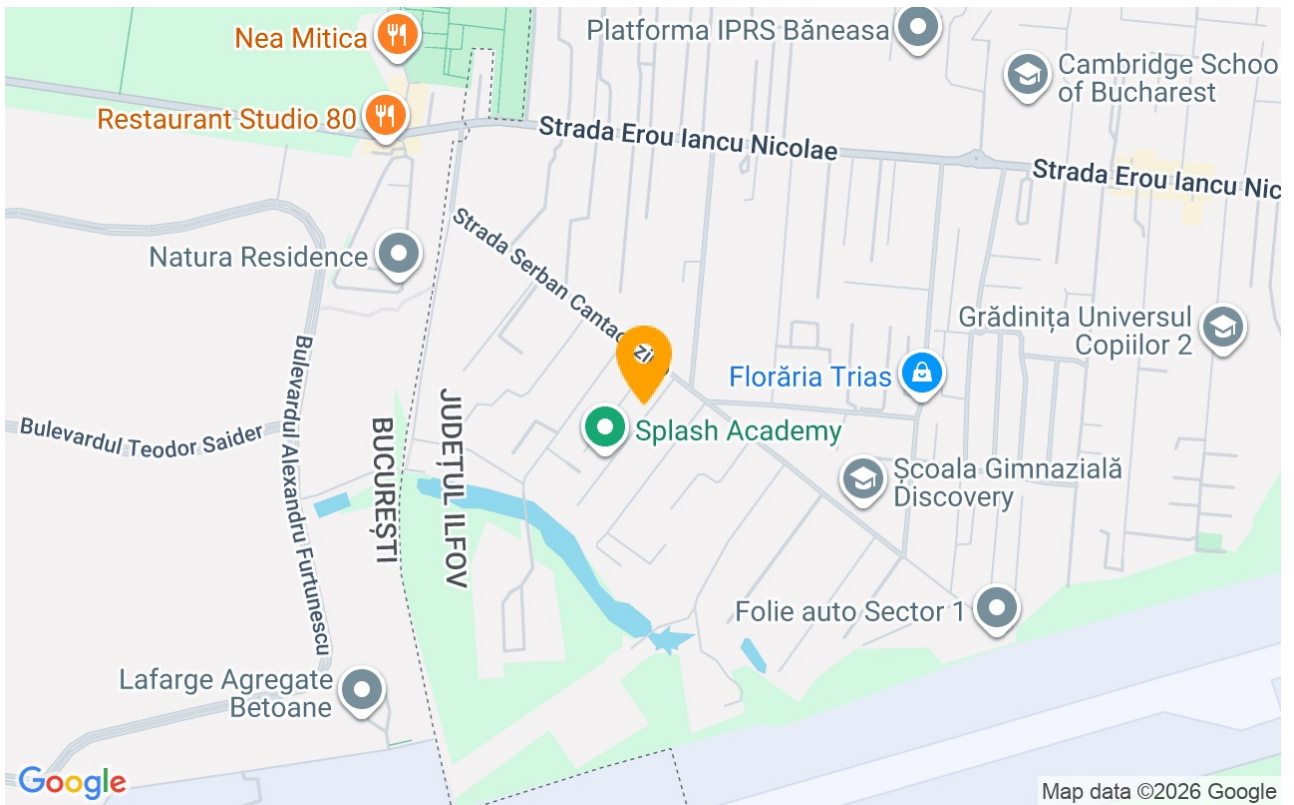 Nea Mitica
Platforma IPRS Băneasa
Cambridge Schoo
of Bucharest
Restaurant Studio 80
Strada Erou Iancu Nicolae
Strada Erou Iancu Nic
Strada Serban Cantac
zi
Natura Residence
Grădinița Universul
Copiilor 2
Florăria Trias
Bulevardul Teodor Saider
Bulevardul Alexandru Furtunescu
BUCUREȘTI
JUDEȚUL ILFOV
Splash Academy
Școala Gimnazială
Discovery
Folie auto Sector 1
Lafarge Agregate
Betoane
Google
Map data ©2026 Google